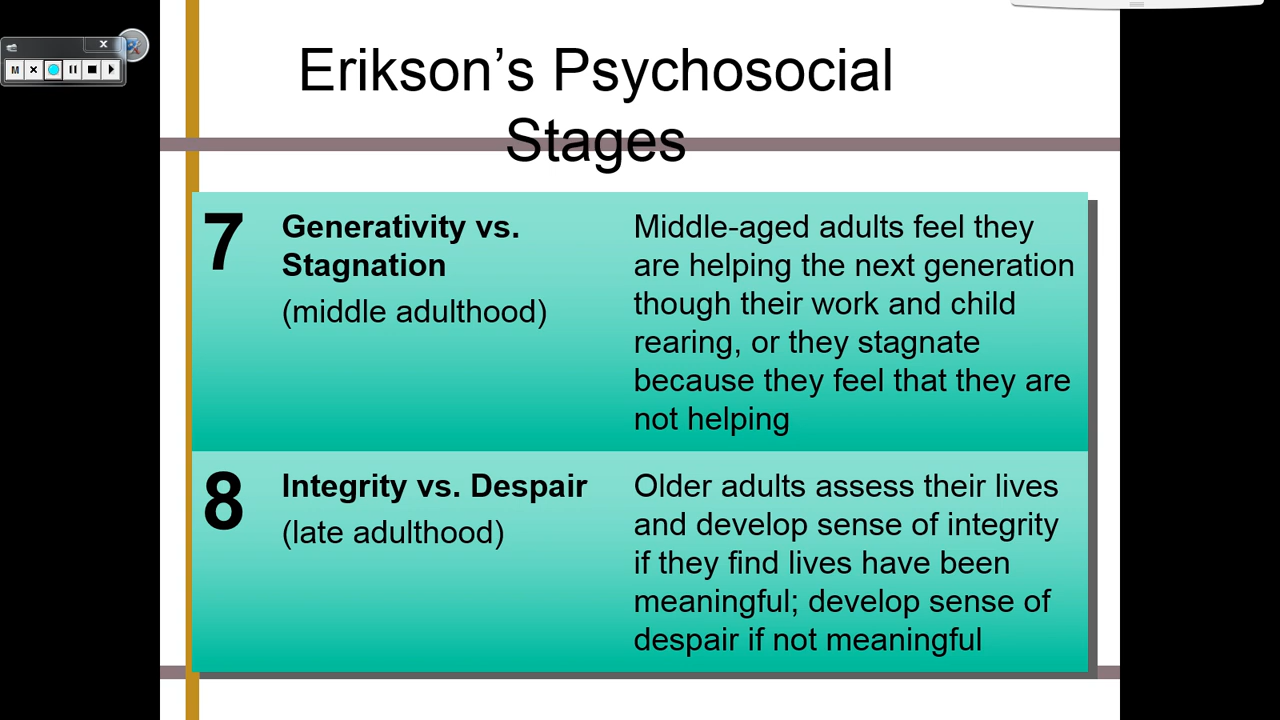 Erikson’s Psychosocial
Stages
7
Generativity vs.
Stagnation
(middle adulthood)
Middle-aged adults feel they
are helping the next generation
though their work and child
rearing, or they stagnate
because they feel that they are
not helping
8
Integrity vs. Despair
(late adulthood)
Older adults assess their lives
and develop sense of integrity
if they find lives have been
meaningful; develop sense of
despair if not meaningful
M